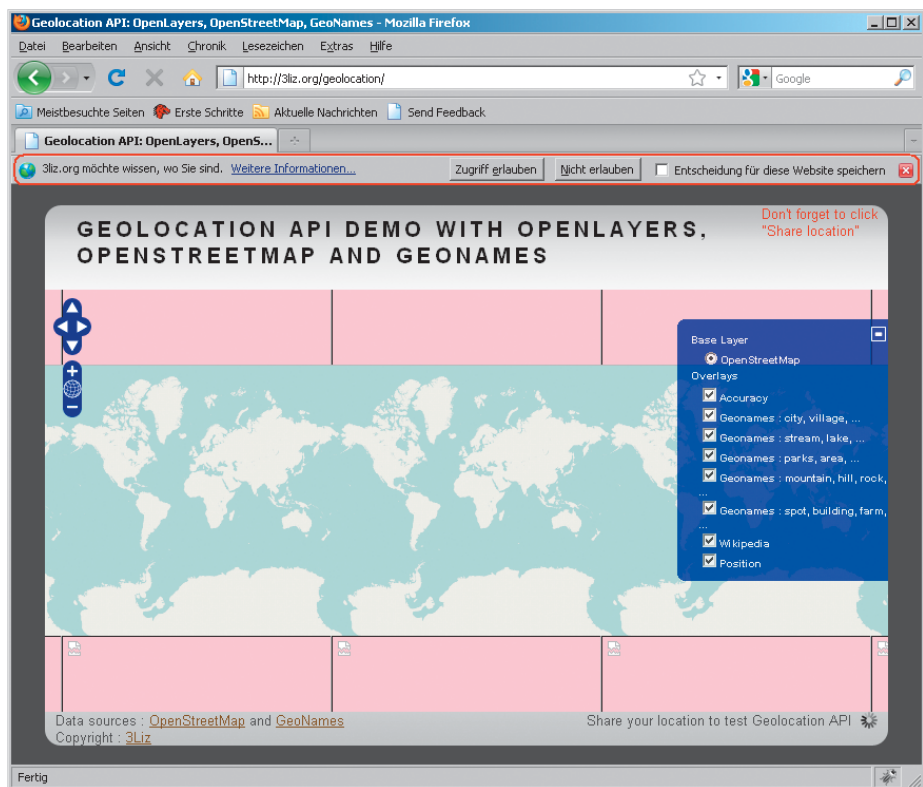 Geolocation API: OpenLayers, OpenStreetMap, GeoNames - Mozilla Firefox
Datei Bearbeiten Ansicht Chronik Lesezeichen Extras Hilfe
http://3liz.org/geolocation/
Google
Meistbesuchte Seiten Erste Schritte Aktuelle Nachrichten Send Feedback
Geolocation API: OpenLayers, OpenS...
3liz.org möchte wissen, wo Sie sind. Weitere Informationen... Zugriff erlauben Nicht erlauben Entscheidung für diese Website speichern
Don't forget to click
"Share location"
GEOLOCATION API DEMO WITH OPENLAYERS,
OPENSTREETMAP AND GEONAMES
Base Layer
OpenStreetMap
Overlays
Accuracy
Geonames : city, village, ...
Geonames : stream, lake, ...
Geonames : parks, area, ...
Geonames : mountain, hill, rock,
...
Geonames : spot, building, farm,
...
Wikipedia
Position
Data sources : OpenStreetMap and GeoNames
Copyright : 3Liz
Share your location to test Geolocation API
Fertig